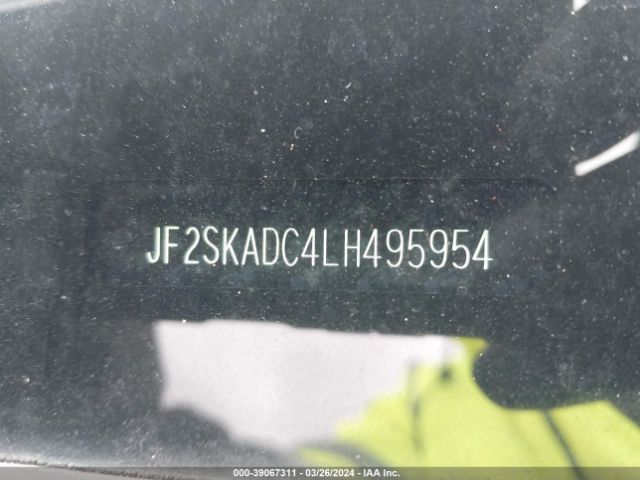 JF2SKADC4LH495954
000-39067311 - 03/26/2024 - IAA Inc.